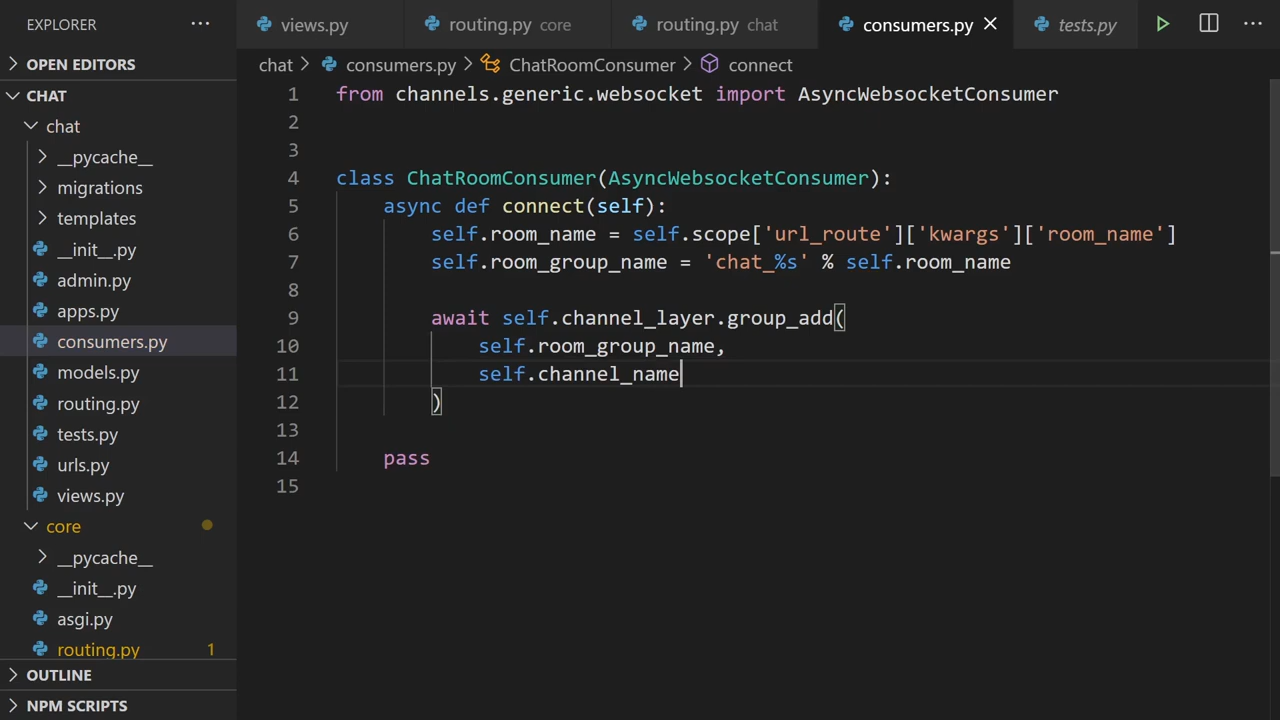 EXPLORER
OPEN EDITORS
CHAT
chat
__pycache__
migrations
templates
__init__.py
admin.py
apps.py
consumers.py
models.py
routing.py
tests.py
urls.py
views.py
core
__pycache__
__init__.py
asgi.py
routing.py 1
OUTLINE
NPM SCRIPTS
views.py routing.py core routing.py chat consumers.py tests.py
chat > consumers.py > ChatRoomConsumer > connect
1 from channels.generic.websocket import AsyncWebsocketConsumer
2
3
4 class ChatRoomConsumer(AsyncWebsocketConsumer):
5 async def connect(self):
6 self.room_name = self.scope['url_route']['kwargs']['room_name']
7 self.room_group_name = 'chat_%s' % self.room_name
8
9 await self.channel_layer.group_add(
10 self.room_group_name,
11 self.channel_name
12 )
13
14 pass
15